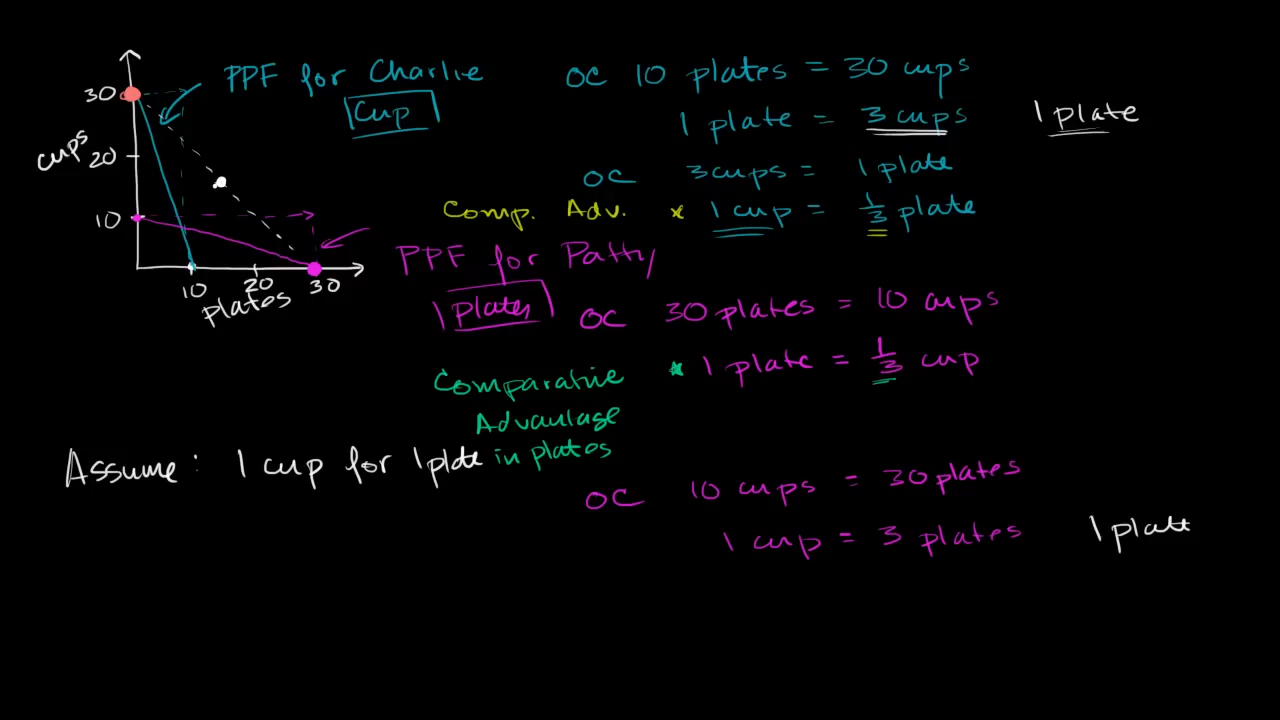 PPF for Charlie
Cup
OC 10 plates = 30 cups
1 plate = 3 cups 1 plate
OC 3 cups = 1 plate
Comp. Adv. * 1 cup = 1/3 plate
30
cups
20
10
10 20 30
plates
PPF for Patty
plates
OC 30 plates = 10 cups
* 1 plate = 1/3 cup
Comparative
Advantage
in plates
Assume: 1 cup for 1 plate
OC 10 cups = 30 plates
1 cup = 3 plates 1 plate